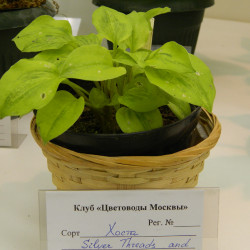 Клуб «Цветоводы Москвы»
Рег. №
Сорт Хоста
Silver Threads and